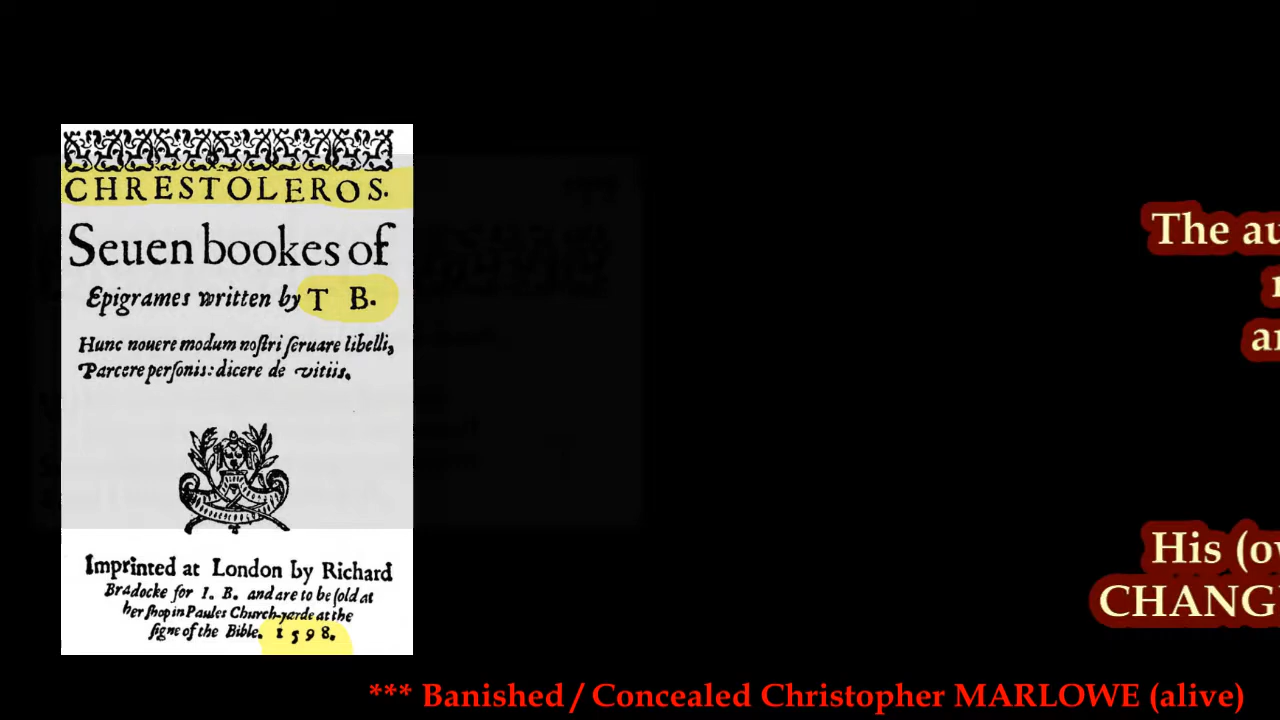 CHRESTOLEROS.
Seuen bookes of
Epigrames written by T B.
Hunc nouere modum noſtri ſeruare libelli,
Parcere perſonis: dicere de vitiis.
Imprinted at London by Richard
Bradocke for I. B. and are to be ſold at
her ſhop in Paules Church-yarde at the
ſigne of the Bible. 1598.
The au
an
His (ow
CHANG
*** Banished / Concealed Christopher MARLOWE (alive)